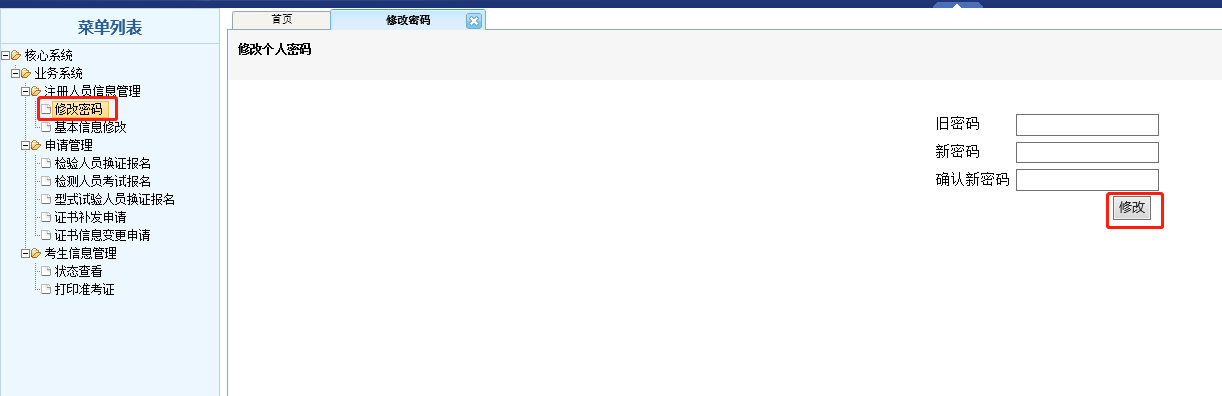 菜单列表
核心系统
业务系统
注册人员信息管理
修改密码
基本信息修改
申请管理
检验人员换证报名
检测人员考试报名
型式试验人员换证报名
证书补发申请
证书信息变更申请
考生信息管理
状态查看
打印准考证
首页
修改密码
修改个人密码
旧密码
新密码
确认新密码
修改